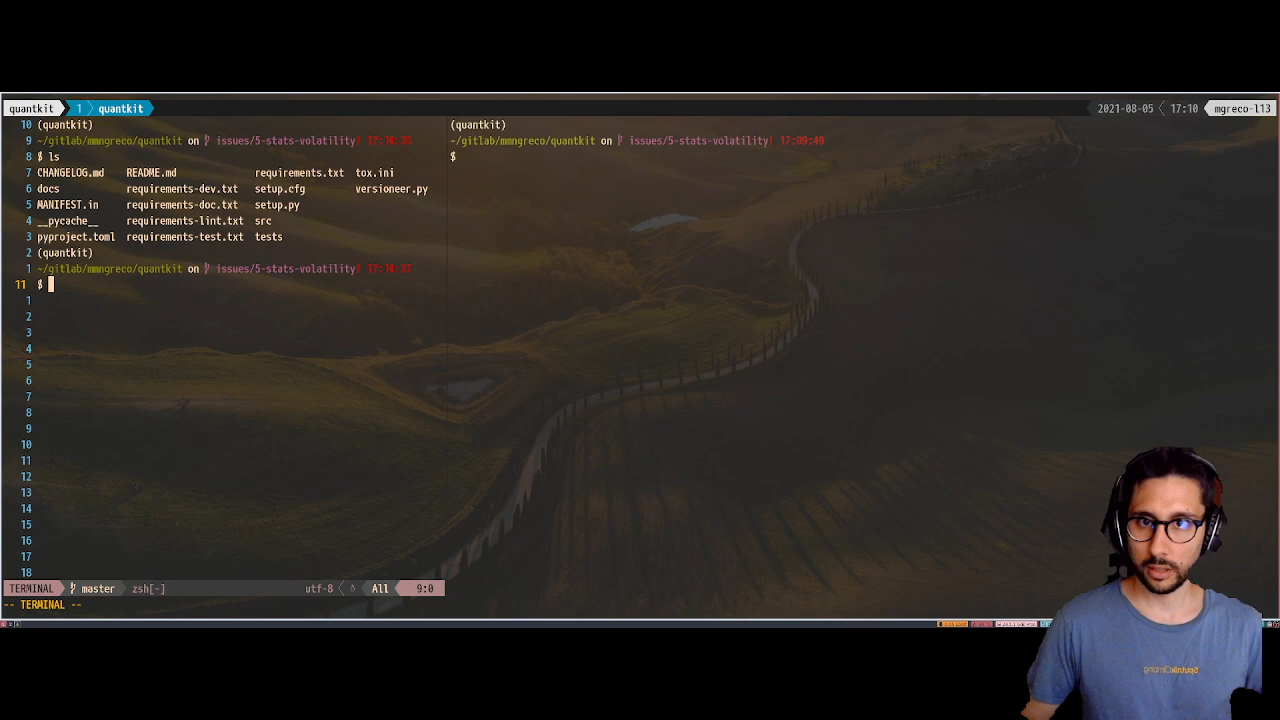 quantkit 1 quantkit 2021-08-05 17:10 mgreco-l13
10 (quantkit)
9 ~/gitlab/mmngreco/quantkit on issues/5-stats-volatility!
8 $ ls
7 CHANGELOG.md README.md requirements.txt tox.ini
6 docs requirements-dev.txt setup.cfg versioneer.py
5 MANIFEST.in requirements-doc.txt setup.py
4 __pycache__ requirements-lint.txt src
3 pyproject.toml requirements-test.txt tests
2 (quantkit)
1 ~/gitlab/mmngreco/quantkit on issues/5-stats-volatility!
11 $
1
2
3
4
5
6
7
8
9
10
11
12
13
14
15
16
17
18
TERMINAL master zsh[-] utf-8 All 9:0
-- TERMINAL --
(quantkit)
~/gitlab/mmngreco/quantkit on issues/5-stats-volatility! 17:09:49
$
SputnikClimbing